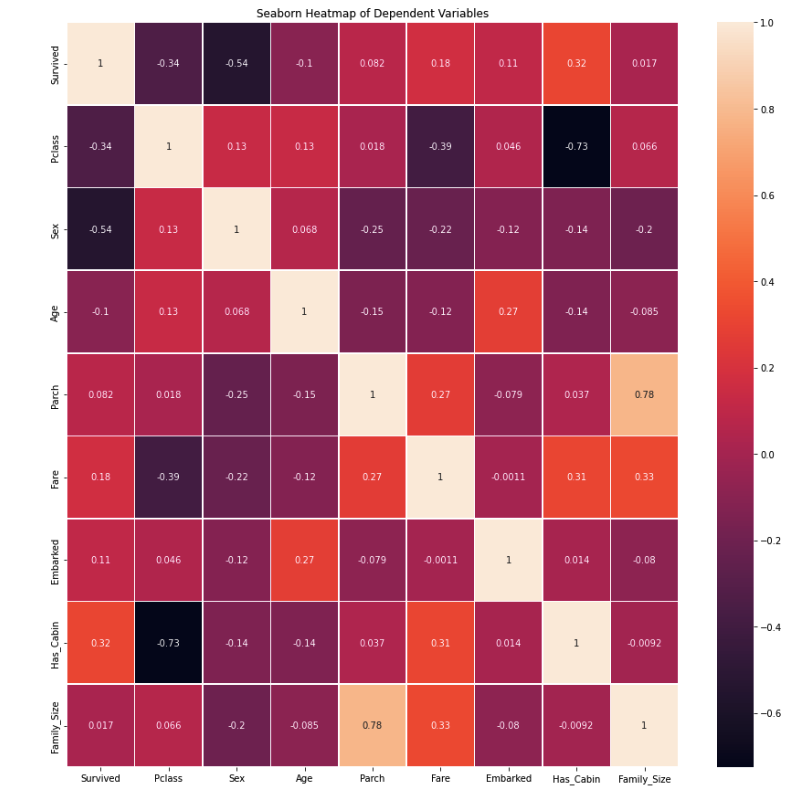 Seaborn Heatmap of Dependent Variables
Survived 1 -0.34 -0.54 -0.1 0.082 0.18 0.11 0.32 0.017
Pclass -0.34 1 0.13 0.13 0.018 -0.39 0.046 -0.73 0.066
Sex -0.54 0.13 1 0.068 -0.25 -0.22 -0.12 -0.14 -0.2
Age -0.1 0.13 0.068 1 -0.15 -0.12 0.27 -0.14 -0.085
Parch 0.082 0.018 -0.25 -0.15 1 0.27 -0.079 0.037 0.78
Fare 0.18 -0.39 -0.22 -0.12 0.27 1 -0.0011 0.31 0.33
Embarked 0.11 0.046 -0.12 0.27 -0.079 -0.0011 1 0.014 -0.08
Has_Cabin 0.32 -0.73 -0.14 -0.14 0.037 0.31 0.014 1 -0.0092
Family_Size 0.017 0.066 -0.2 -0.085 0.78 0.33 -0.08 -0.0092 1
Survived Pclass Sex Age Parch Fare Embarked Has_Cabin Family_Size
1.0
0.8
0.6
0.4
0.2
0.0
−0.2
−0.4
−0.6